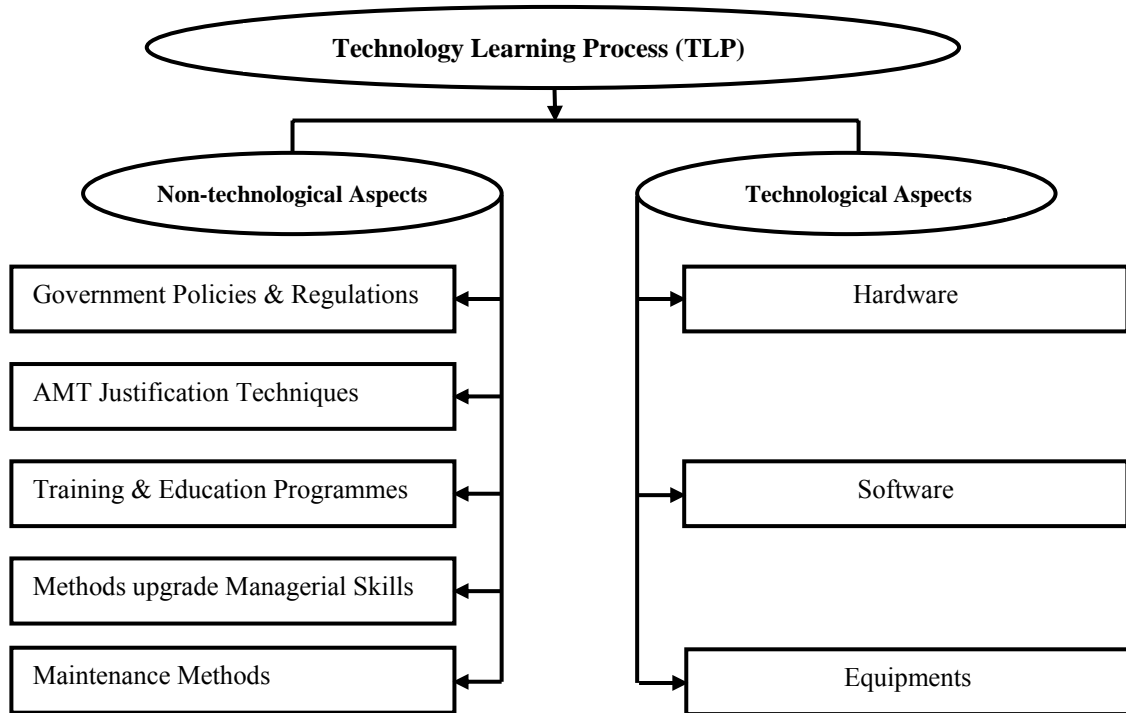 Technology Learning Process (TLP)
Non-technological Aspects
Technological Aspects
Government Policies & Regulations
AMT Justification Techniques
Training & Education Programmes
Methods upgrade Managerial Skills
Maintenance Methods
Hardware
Software
Equipments